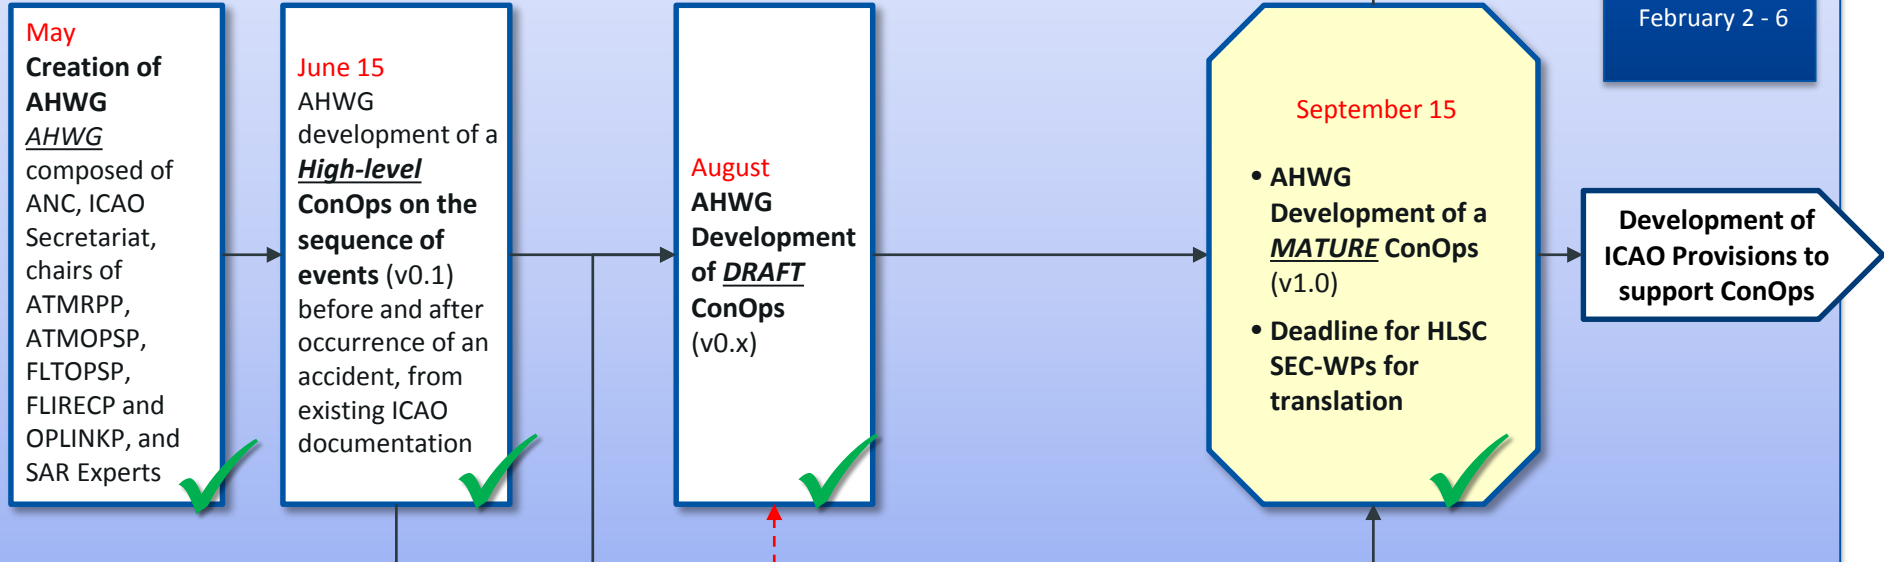 May
Creation of
AHWG
AHWG
composed of
ANC, ICAO
Secretariat,
chairs of
ATMRPP,
ATMOPSP,
FLTOPSP,
FLIRECP and
OPLINKP, and
SAR Experts
June 15
AHWG
development of a
High-level
ConOps on the
sequence of
events (v0.1)
before and after
occurrence of an
accident, from
existing ICAO
documentation
August
AHWG
Development
of DRAFT
ConOps
(v0.x)
September 15
• AHWG
Development of a
MATURE ConOps
(v1.0)
• Deadline for HLSC
SEC-WPs for
translation
February 2 - 6
Development of
ICAO Provisions to
support ConOps